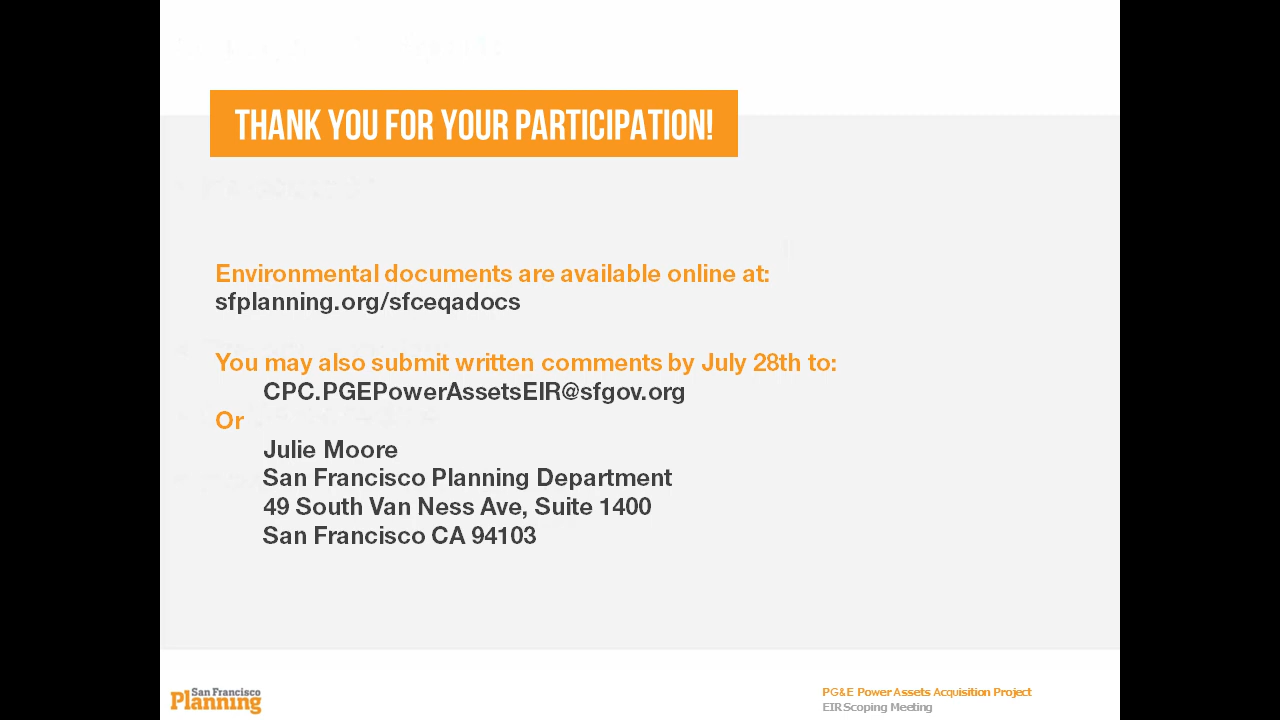 THANK YOU FOR YOUR PARTICIPATION!
Environmental documents are available online at:
sfplanning.org/sfceqadocs
You may also submit written comments by July 28th to:
CPC.PGEPowerAssetsEIR@sfgov.org
Or
Julie Moore
San Francisco Planning Department
49 South Van Ness Ave, Suite 1400
San Francisco CA 94103
San Francisco
Planning
PG&E Power Assets Acquisition Project
EIR Scoping Meeting